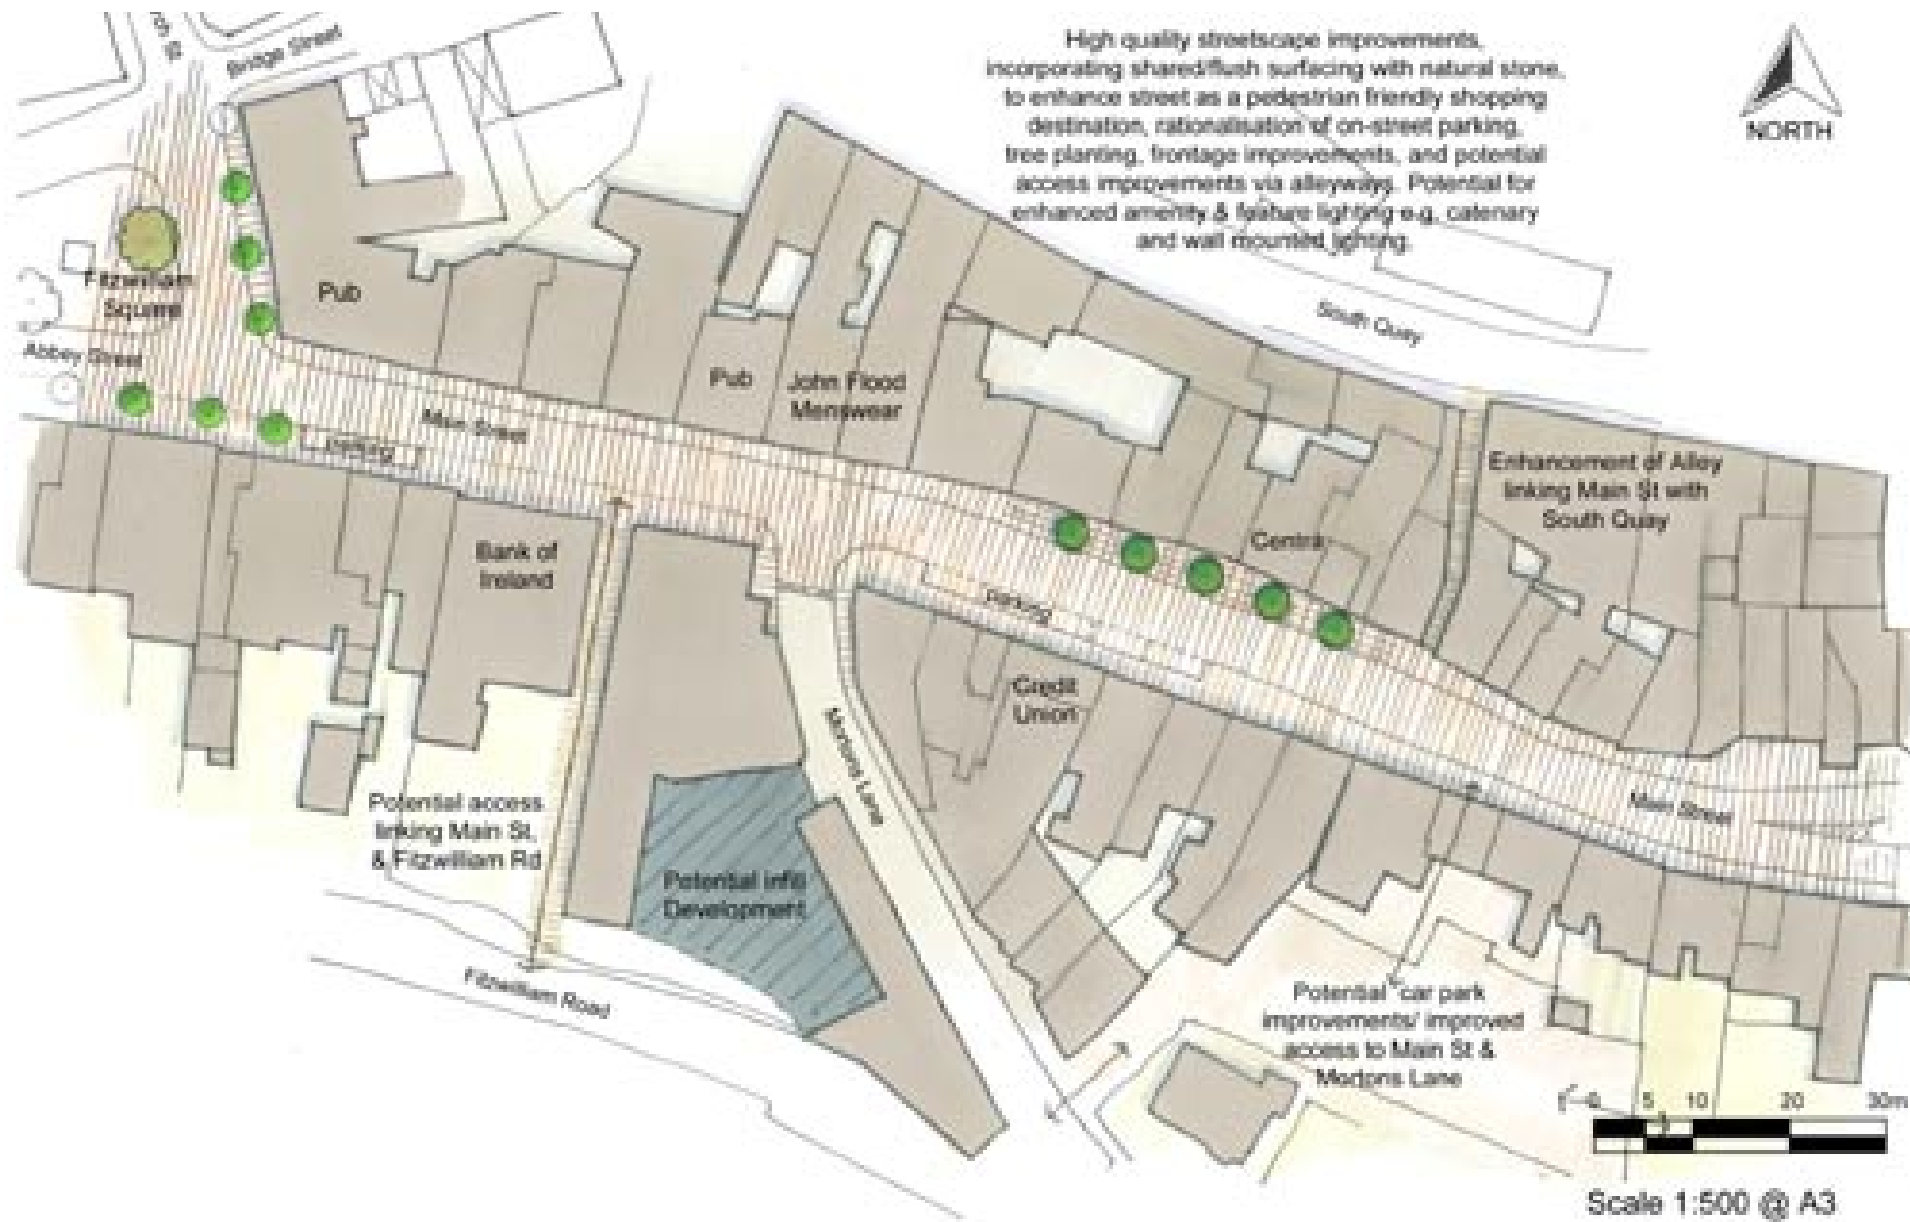 Bridge Street
High quality streetscape improvements,
incorporating shared/flush surfacing with natural stone,
to enhance street as a pedestrian friendly shopping
destination, rationalisation of on-street parking,
tree planting, frontage improvements, and potential
access improvements via alleyways. Potential for
enhanced amenity & feature lighting e.g. catenary
and wall mounted lighting.
NORTH
Fitzwilliam
Square
Pub
South Quay
Abbey Street
Pub
John Flood
Menswear
Main Street
parking
Enhancement of Alley
linking Main St with
South Quay
Bank of
Ireland
Centra
parking
Credit
Union
Mortons Lane
Main Street
Potential access
linking Main St.
& Fitzwilliam Rd
Potential infill
Development
Fitzwilliam Road
Potential car park
improvements/ improved
access to Main St &
Mortons Lane
0 5 10 20 30m
Scale 1:500 @ A3